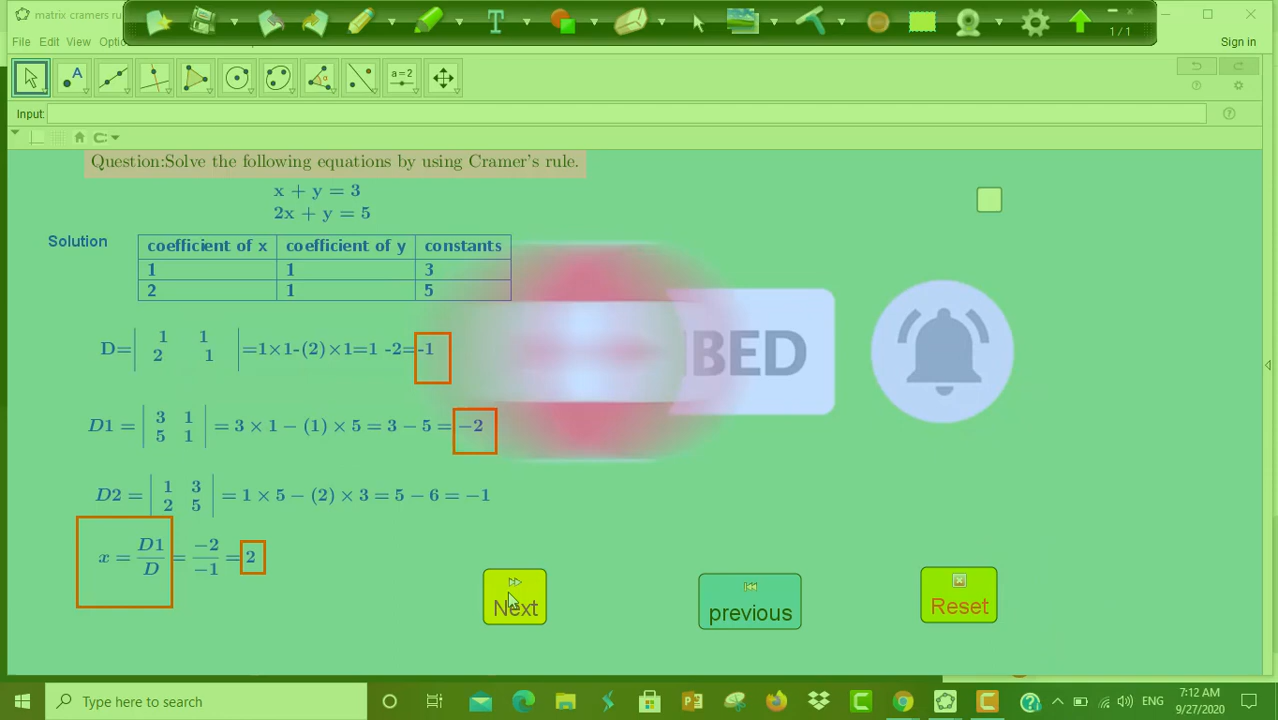 matrix cramers ru
1/1
File Edit View Optio
Sign in
A
α
a=2
Input:
Question:Solve the following equations by using Cramer's rule.
x + y = 3
2x + y = 5
Solution
coefficient of x coefficient of y constants
1 1 3
2 1 5
D=| 1 1 |=1×1-(2)×1=1 -2=-1
2 1
BED
D1 = | 3 1 | = 3 × 1 − (1) × 5 = 3 − 5 = −2
5 1
D2 = | 1 3 | = 1 × 5 − (2) × 3 = 5 − 6 = −1
2 5
x = D1/D = −2/−1 = 2
Next
previous
Reset
Type here to search
ENG
7:12 AM
9/27/2020